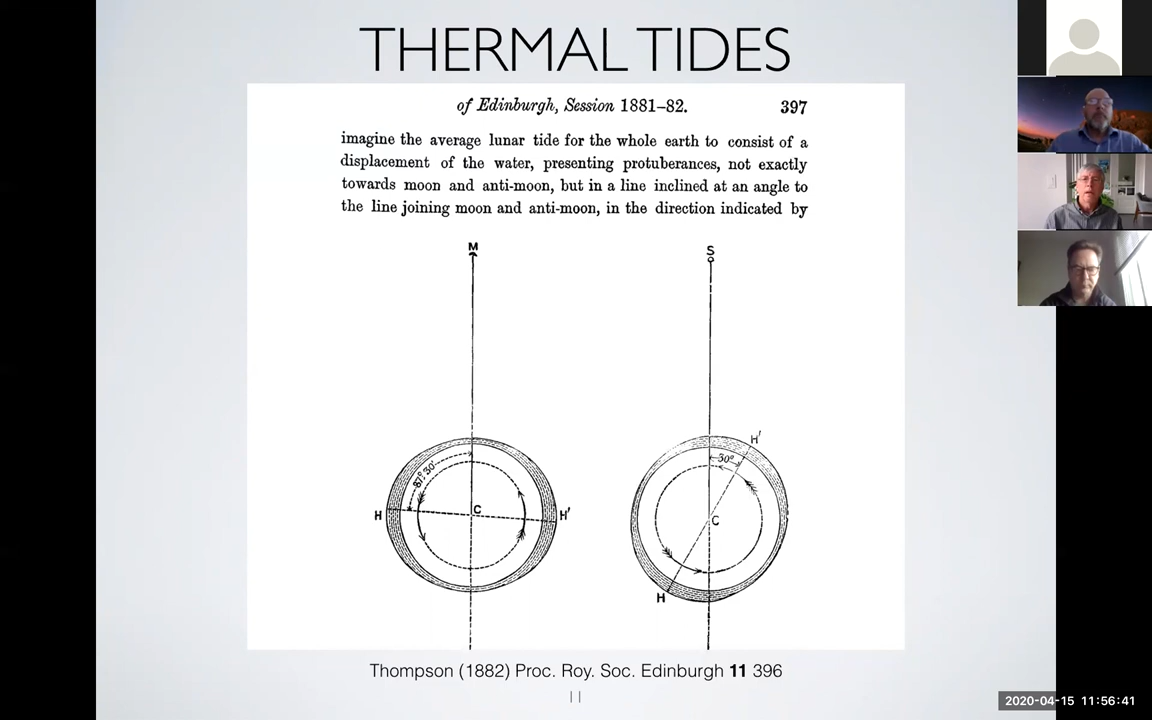 THERMAL TIDES
of Edinburgh, Session 1881–82. 397
imagine the average lunar tide for the whole earth to consist of a
displacement of the water, presenting protuberances, not exactly
towards moon and anti-moon, but in a line inclined at an angle to
the line joining moon and anti-moon, in the direction indicated by
M
S
H'
30°
87° 30'
H
C
H'
C
H
Thompson (1882) Proc. Roy. Soc. Edinburgh 11 396
11
2020-04-15 11:56:41